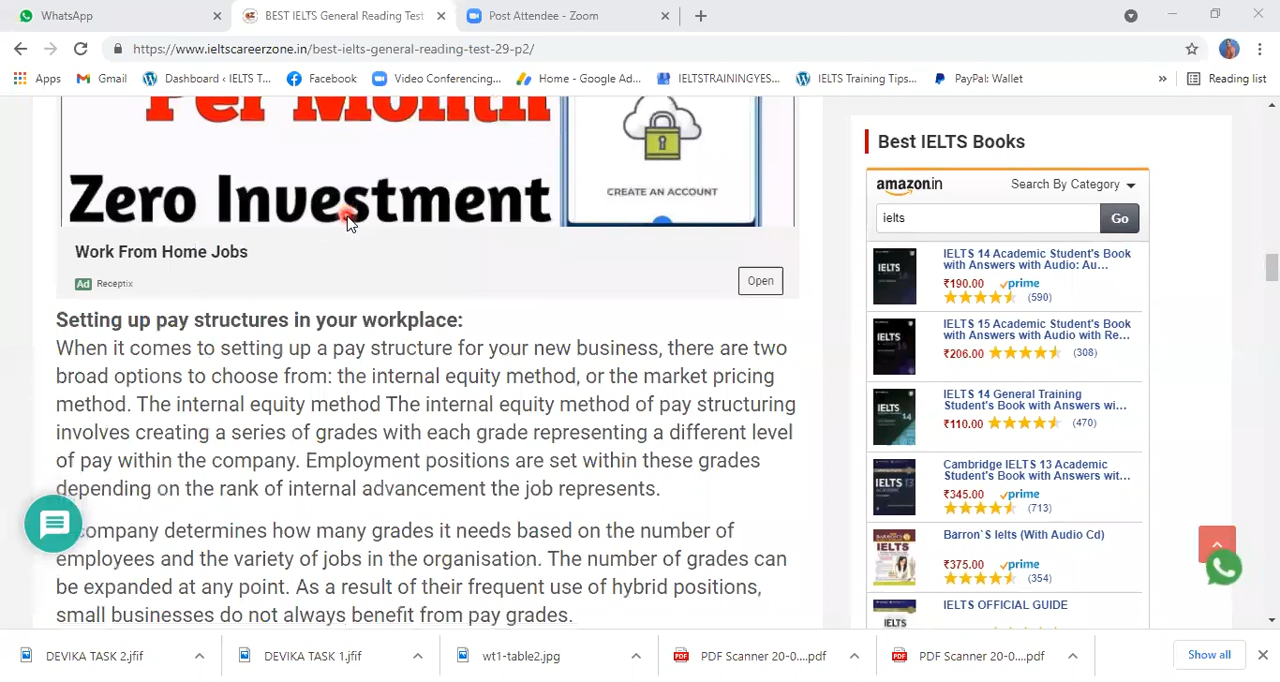 WhatsApp
BEST IELTS General Reading Test
Post Attendee - Zoom
https://www.ieltscareerzone.in/best-ielts-general-reading-test-29-p2/
Apps
Gmail
Dashboard ‹ IELTS T...
Facebook
Video Conferencing,...
Home - Google Ad...
IELTSTRAININGYES...
IELTS Training Tips...
PayPal: Wallet
»
Reading list
Per Month
Zero Investment
CREATE AN ACCOUNT
Work From Home Jobs
Ad Receptix
Open
Setting up pay structures in your workplace:
When it comes to setting up a pay structure for your new business, there are two
broad options to choose from: the internal equity method, or the market pricing
method. The internal equity method The internal equity method of pay structuring
involves creating a series of grades with each grade representing a different level
of pay within the company. Employment positions are set within these grades
depending on the rank of internal advancement the job represents.
company determines how many grades it needs based on the number of
employees and the variety of jobs in the organisation. The number of grades can
be expanded at any point. As a result of their frequent use of hybrid positions,
small businesses do not always benefit from pay grades.
Best IELTS Books
amazon.in
Search By Category
ielts
Go
IELTS
IELTS 14 Academic Student's Book
with Answers with Audio: Au...
₹190.00 prime
(590)
IELTS
IELTS 15 Academic Student's Book
with Answers with Audio with Re...
₹206.00 (308)
IELTS
IELTS 14 General Training
Student's Book with Answers wi...
₹110.00 (470)
IELTS
Cambridge IELTS 13 Academic
Student's Book with Answers wit...
₹345.00 prime
(713)
IELTS
Barron`S Ielts (With Audio Cd)
₹375.00 prime
(354)
IELTS
IELTS OFFICIAL GUIDE
DEVIKA TASK 2.jfif
DEVIKA TASK 1.jfif
wt1-table2.jpg
PDF Scanner 20-0....pdf
PDF Scanner 20-0....pdf
Show all